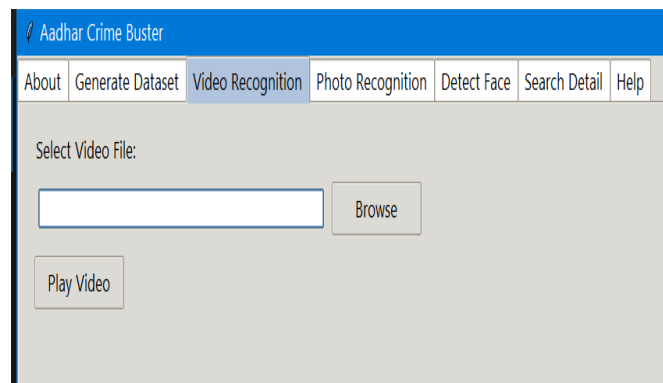 Aadhar Crime Buster
About Generate Dataset Video Recognition Photo Recognition Detect Face Search Detail Help
Select Video File:
Browse
Play Video